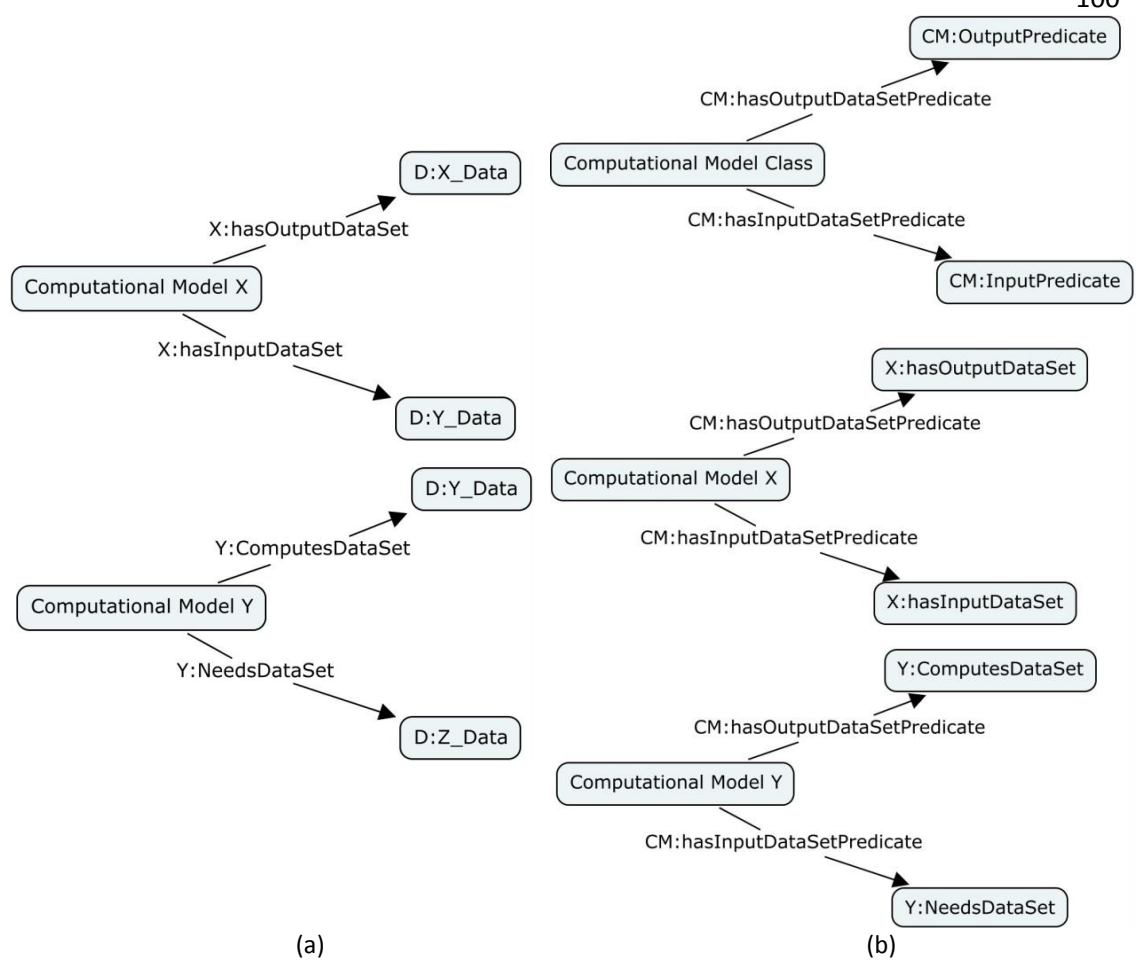 CM:OutputPredicate
CM:hasOutputDataSetPredicate
Computational Model Class
CM:hasInputDataSetPredicate
CM:InputPredicate
D:X_Data
X:hasOutputDataSet
Computational Model X
X:hasInputDataSet
D:Y_Data
X:hasOutputDataSet
CM:hasOutputDataSetPredicate
Computational Model X
CM:hasInputDataSetPredicate
X:hasInputDataSet
D:Y_Data
Y:ComputesDataSet
Computational Model Y
Y:NeedsDataSet
D:Z_Data
Y:ComputesDataSet
CM:hasOutputDataSetPredicate
Computational Model Y
CM:hasInputDataSetPredicate
Y:NeedsDataSet
(a)
(b)